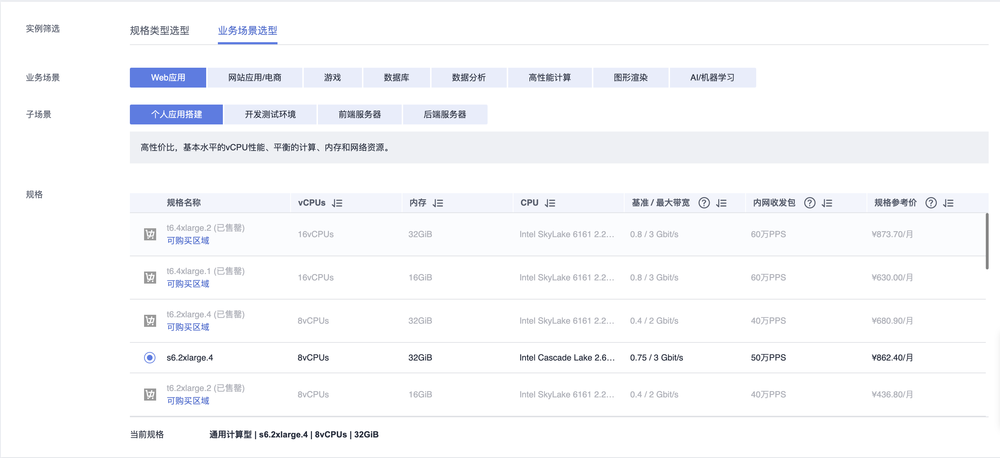 实例筛选
规格类型选型
业务场景选型
业务场景
Web应用
网站应用/电商
游戏
数据库
数据分析
高性能计算
图形渲染
AI/机器学习
子场景
个人应用搭建
开发测试环境
前端服务器
后端服务器
高性价比，基本水平的vCPU性能、平衡的计算、内存和网络资源。
规格
规格名称 vCPUs 内存 CPU 基准 / 最大带宽 内网收发包 规格参考价
t6.4xlarge.2 (已售罄)
可购买区域
16vCPUs 32GiB Intel SkyLake 6161 2.2... 0.8 / 3 Gbit/s 60万PPS ¥873.70/月
t6.4xlarge.1 (已售罄)
可购买区域
16vCPUs 16GiB Intel SkyLake 6161 2.2... 0.8 / 3 Gbit/s 60万PPS ¥630.00/月
t6.2xlarge.4 (已售罄)
可购买区域
8vCPUs 32GiB Intel SkyLake 6161 2.2... 0.4 / 2 Gbit/s 40万PPS ¥680.90/月
s6.2xlarge.4 8vCPUs 32GiB Intel Cascade Lake 2.6... 0.75 / 3 Gbit/s 50万PPS ¥862.40/月
t6.2xlarge.2 (已售罄)
可购买区域
8vCPUs 16GiB Intel SkyLake 6161 2.2... 0.4 / 2 Gbit/s 40万PPS ¥436.80/月
当前规格 通用计算型 | s6.2xlarge.4 | 8vCPUs | 32GiB